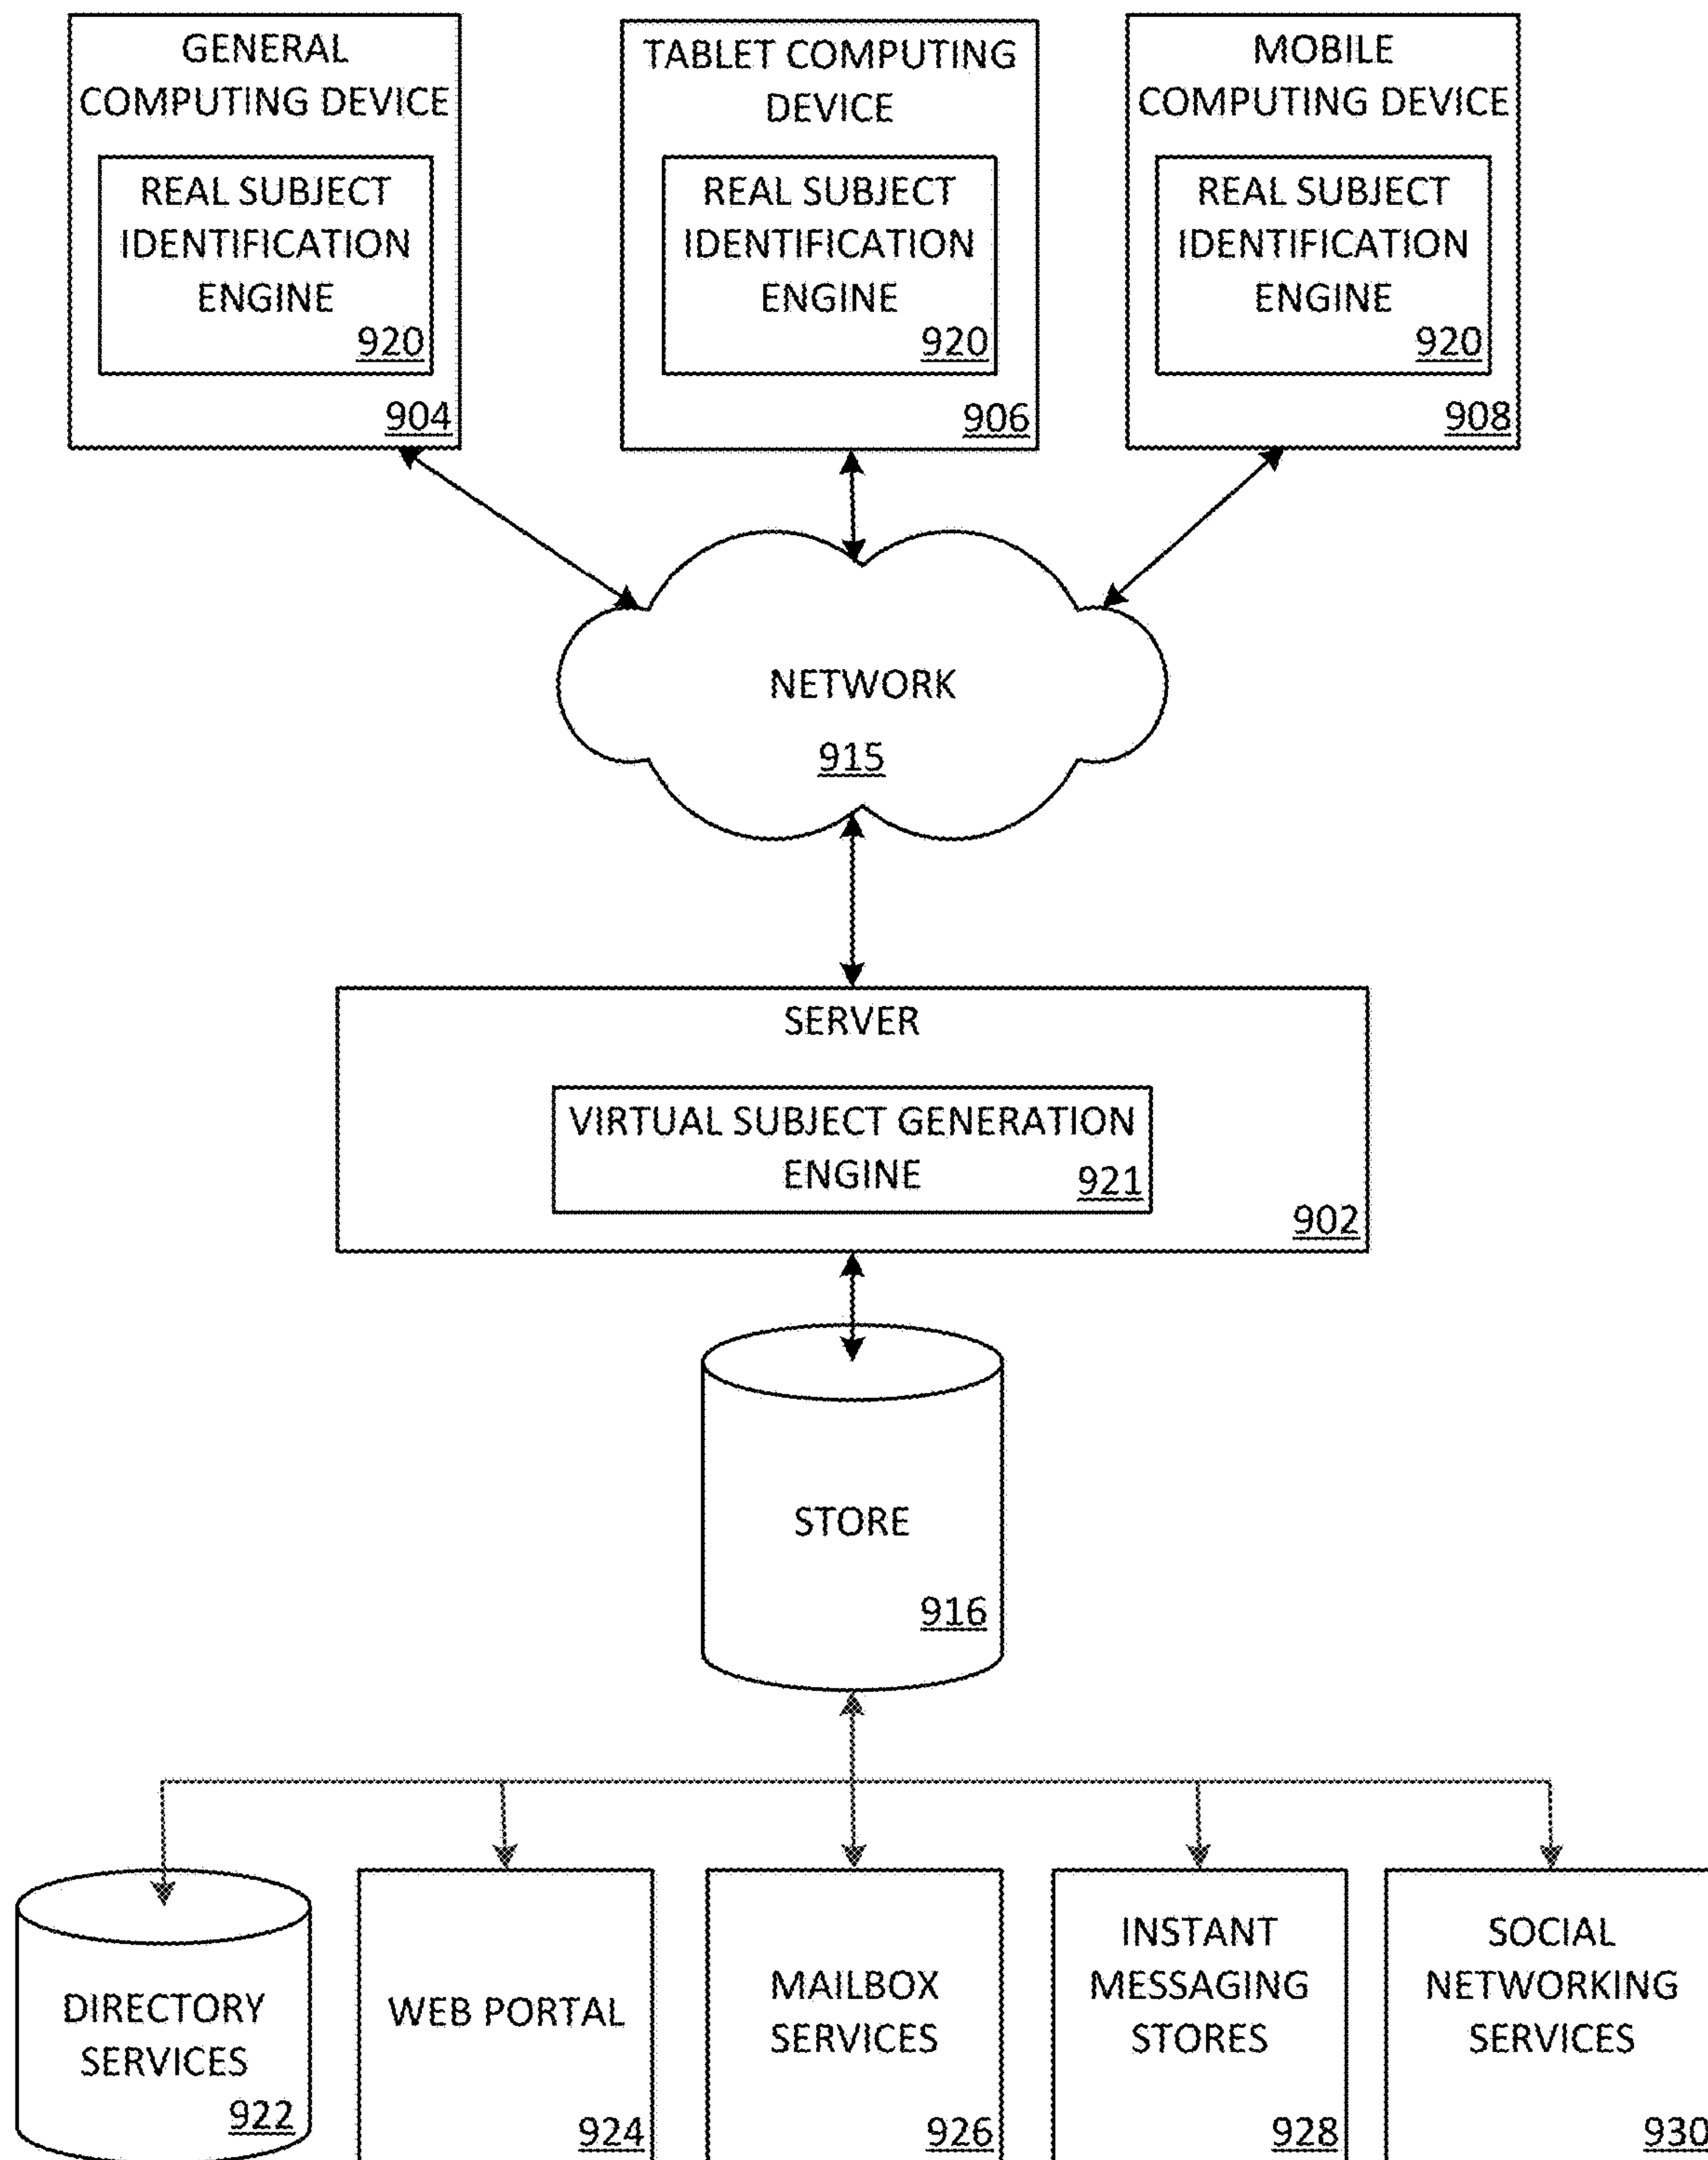 GENERAL
COMPUTING DEVICE
REAL SUBJECT
IDENTIFICATION
ENGINE
920
904
TABLET COMPUTING
DEVICE
REAL SUBJECT
IDENTIFICATION
ENGINE
920
906
MOBILE
COMPUTING DEVICE
REAL SUBJECT
IDENTIFICATION
ENGINE
920
908
NETWORK
915
SERVER
VIRTUAL SUBJECT GENERATION
ENGINE
921
902
STORE
916
DIRECTORY
SERVICES
922
WEB PORTAL
924
MAILBOX
SERVICES
926
INSTANT
MESSAGING
STORES
928
SOCIAL
NETWORKING
SERVICES
930